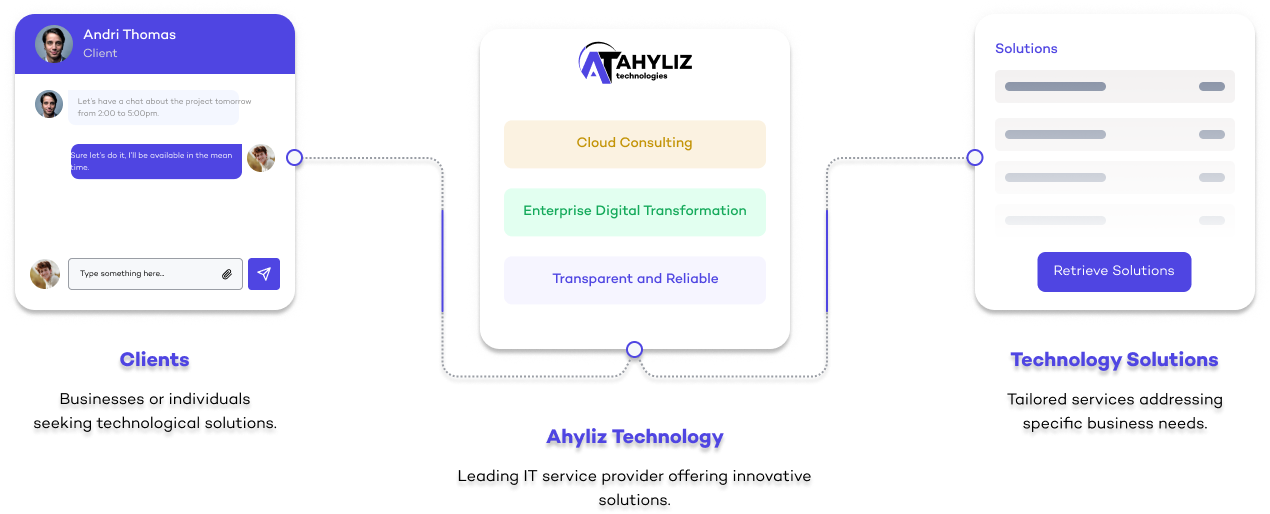 Andri Thomas
Client
Let's have a chat about the project tomorrow
from 2:00 to 5:00pm.
Sure let's do it, I'll be available in the mean
time.
Type something here..
Clients
Businesses or individuals
seeking technological solutions.
AT AHYLIZ
technologies
Cloud Consulting
Enterprise Digital Transformation
Transparent and Reliable
Ahyliz Technology
Leading IT service provider offering innovative
solutions.
Solutions
Retrieve Solutions
Technology Solutions
Tailored services addressing
specific business needs.